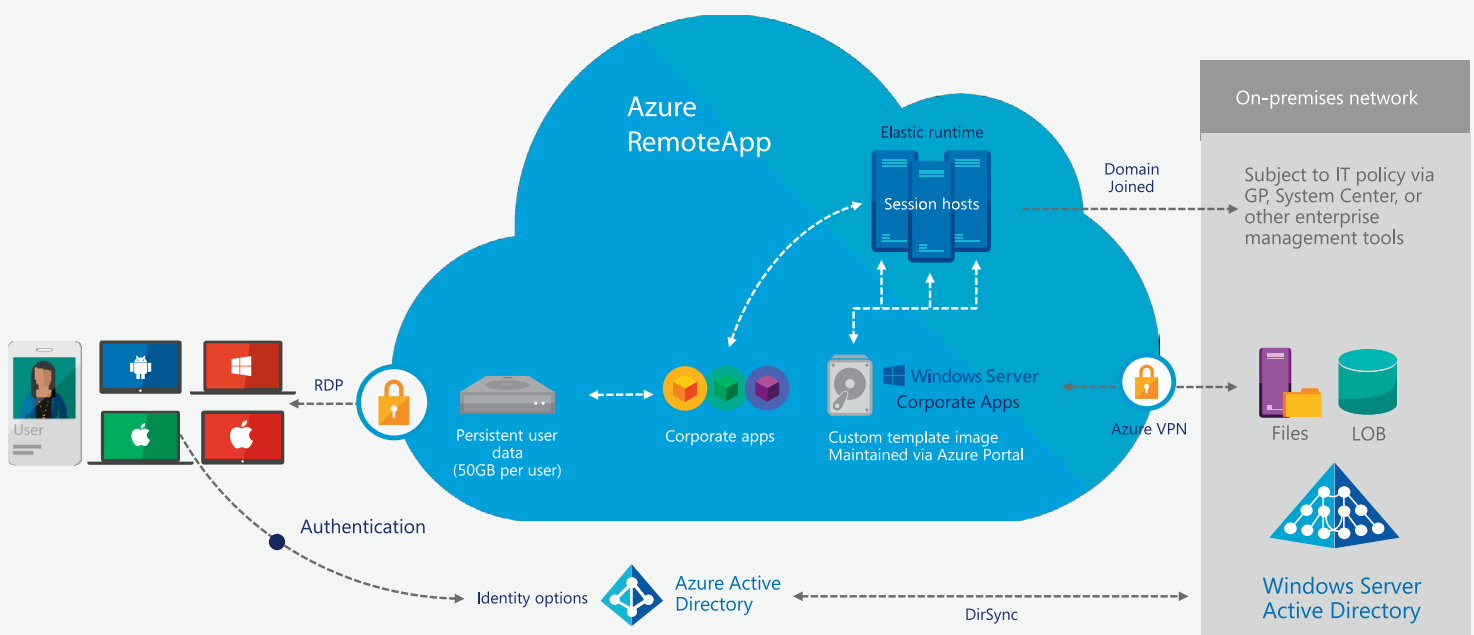 Azure
RemoteApp
Elastic runtime
Session hosts
Domain
Joined
On-premises network
Subject to IT policy via
GP, System Center, or
other enterprise
management tools
User
RDP
Persistent user
data
(50GB per user)
Corporate apps
Windows Server
Corporate Apps
Custom template image
Maintained via Azure Portal
Azure VPN
Files
LOB
Authentication
Identity options
Azure Active
Directory
DirSync
Windows Server
Active Directory